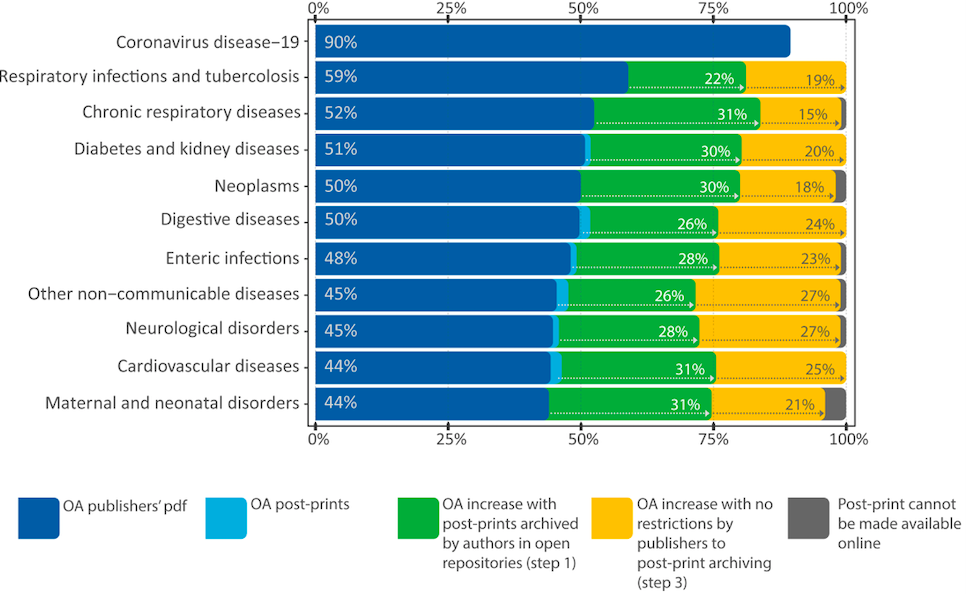 0% 25% 50% 75% 100%
Coronavirus disease–19 90%
Respiratory infections and tubercolosis 59% 22% 19%
Chronic respiratory diseases 52% 31% 15%
Diabetes and kidney diseases 51% 30% 20%
Neoplasms 50% 30% 18%
Digestive diseases 50% 26% 24%
Enteric infections 48% 28% 23%
Other non–communicable diseases 45% 26% 27%
Neurological disorders 45% 28% 27%
Cardiovascular diseases 44% 31% 25%
Maternal and neonatal disorders 44% 31% 21%
0% 25% 50% 75% 100%
OA publishers' pdf
OA post-prints
OA increase with
post-prints archived
by authors in open
repositories (step 1)
OA increase with no
restrictions by
publishers to
post-print archiving
(step 3)
Post-print cannot
be made available
online